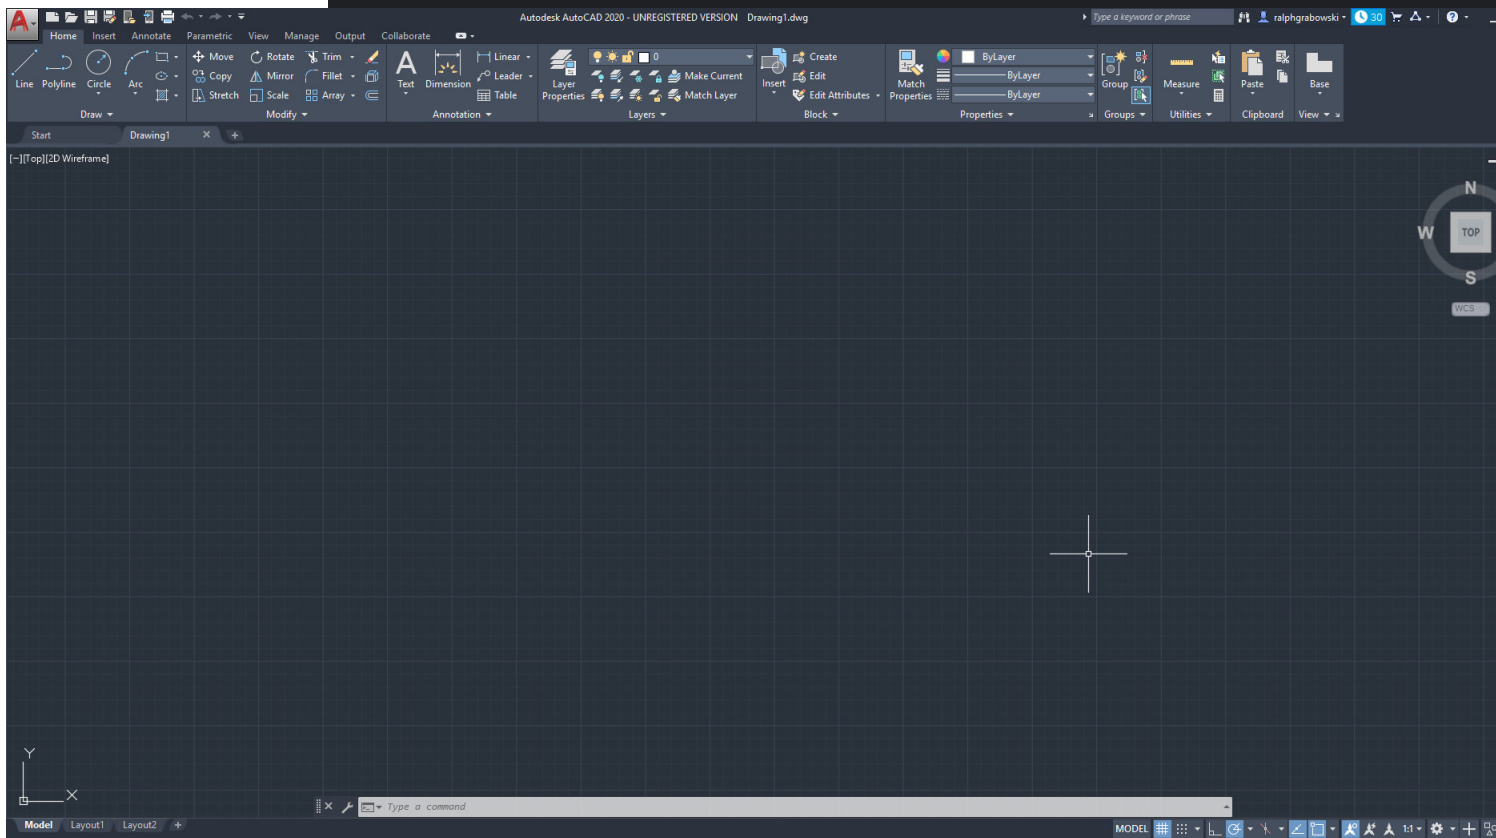 A
Autodesk AutoCAD 2020 - UNREGISTERED VERSION Drawing1.dwg
Type a keyword or phrase
ralphgrabowski
30
?
Home Insert Annotate Parametric View Manage Output Collaborate
Move Rotate Trim Linear 0 Create ByLayer
Copy Mirror Fillet Leader Make Current Edit ByLayer
Line Polyline Circle Arc Text Dimension Layer Properties Insert Match Properties Group Measure Paste Base
Stretch Scale Array Table Match Layer Edit Attributes ByLayer
Draw Modify Annotation Layers Block Properties Groups Utilities Clipboard View
Start Drawing1
[−][Top][2D Wireframe]
N
W TOP
S
WCS
Y
X
Type a command
Model Layout1 Layout2
MODEL 1:1